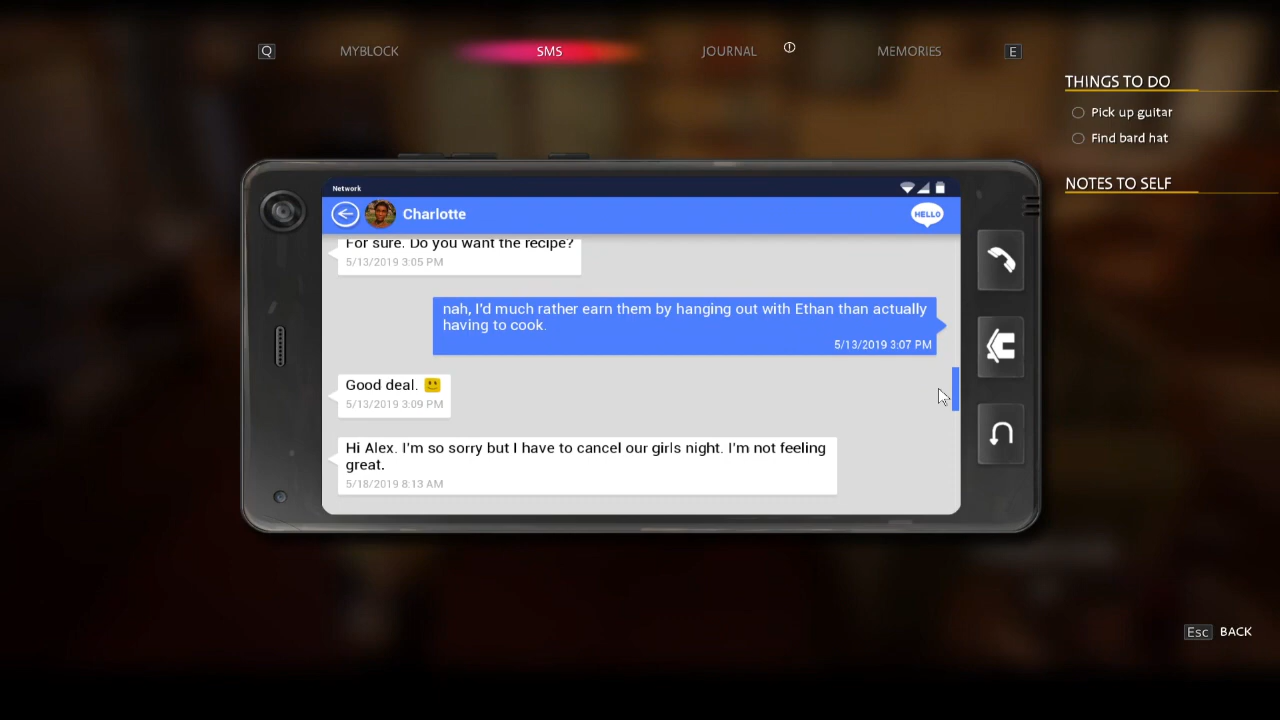 Q MYBLOCK SMS JOURNAL MEMORIES E
THINGS TO DO
Pick up guitar
Find bard hat
NOTES TO SELF
Network
Charlotte
HELLO
For sure. Do you want the recipe?
5/13/2019 3:05 PM
nah, I'd much rather earn them by hanging out with Ethan than actually
having to cook.
5/13/2019 3:07 PM
Good deal.
5/13/2019 3:09 PM
Hi Alex. I'm so sorry but I have to cancel our girls night. I'm not feeling
great.
5/18/2019 8:13 AM
Esc BACK